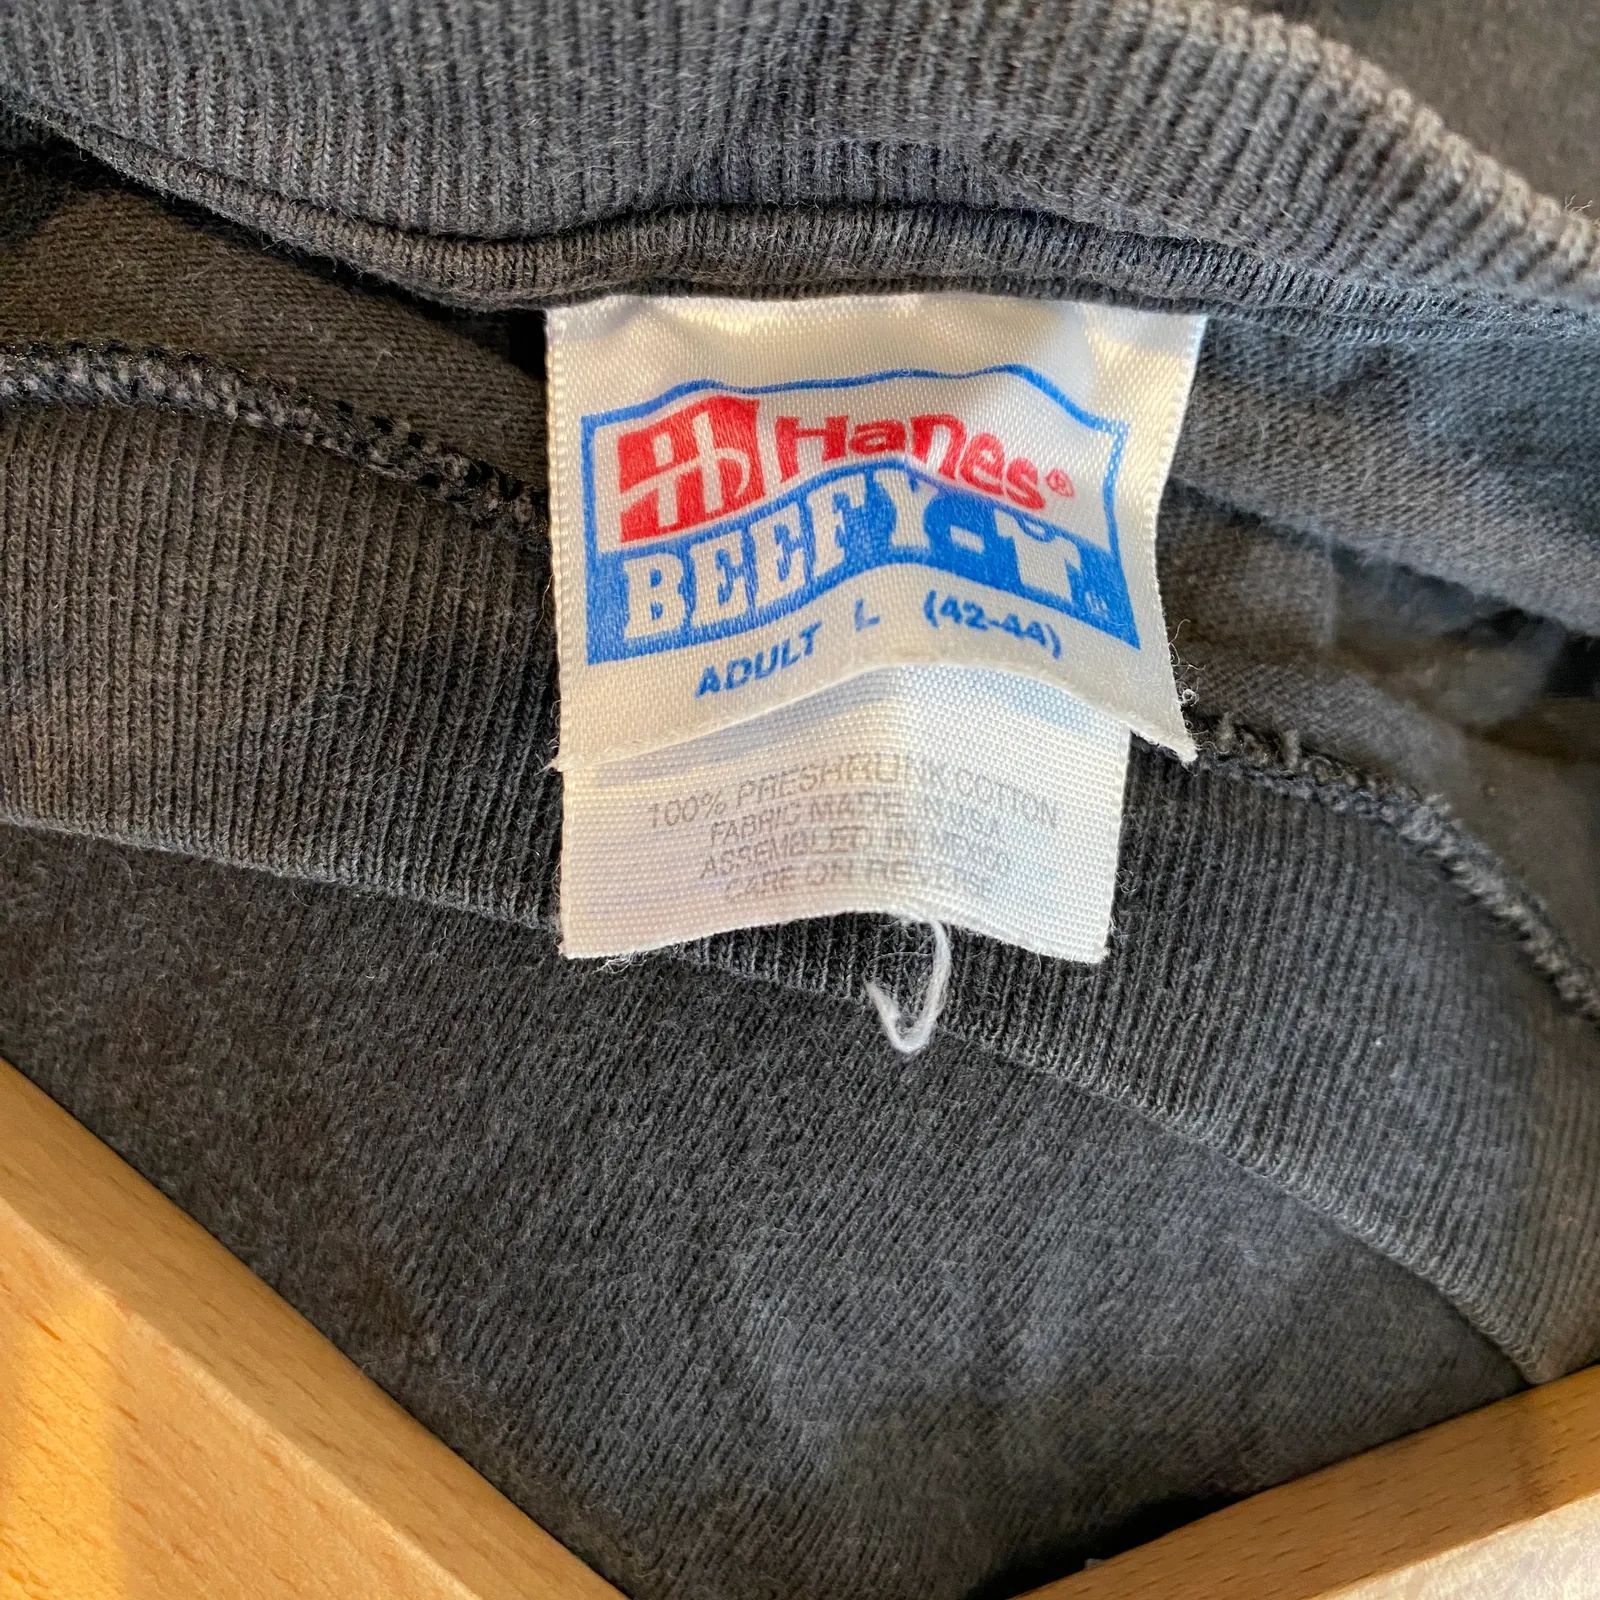 Hanes®
BEEFY-T
ADULT L (42-44)
100% PRESHRUNK COTTON
FABRIC MADE IN USA
ASSEMBLED IN MEXICO
CARE ON REVERSE